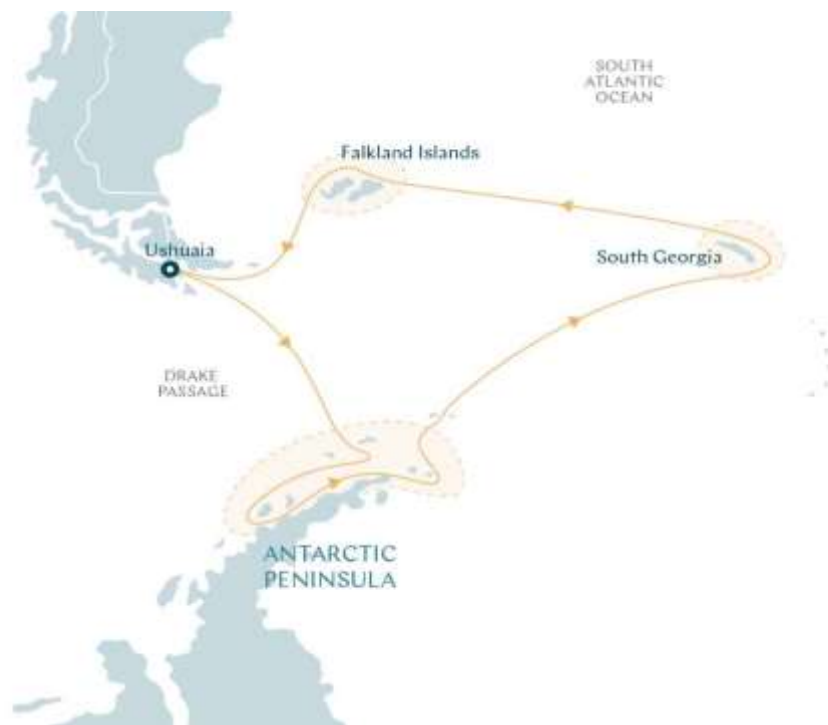 SOUTH
ATLANTIC
OCEAN
Falkland Islands
Ushuaia
South Georgia
DRAKE
PASSAGE
ANTARCTIC
PENINSULA